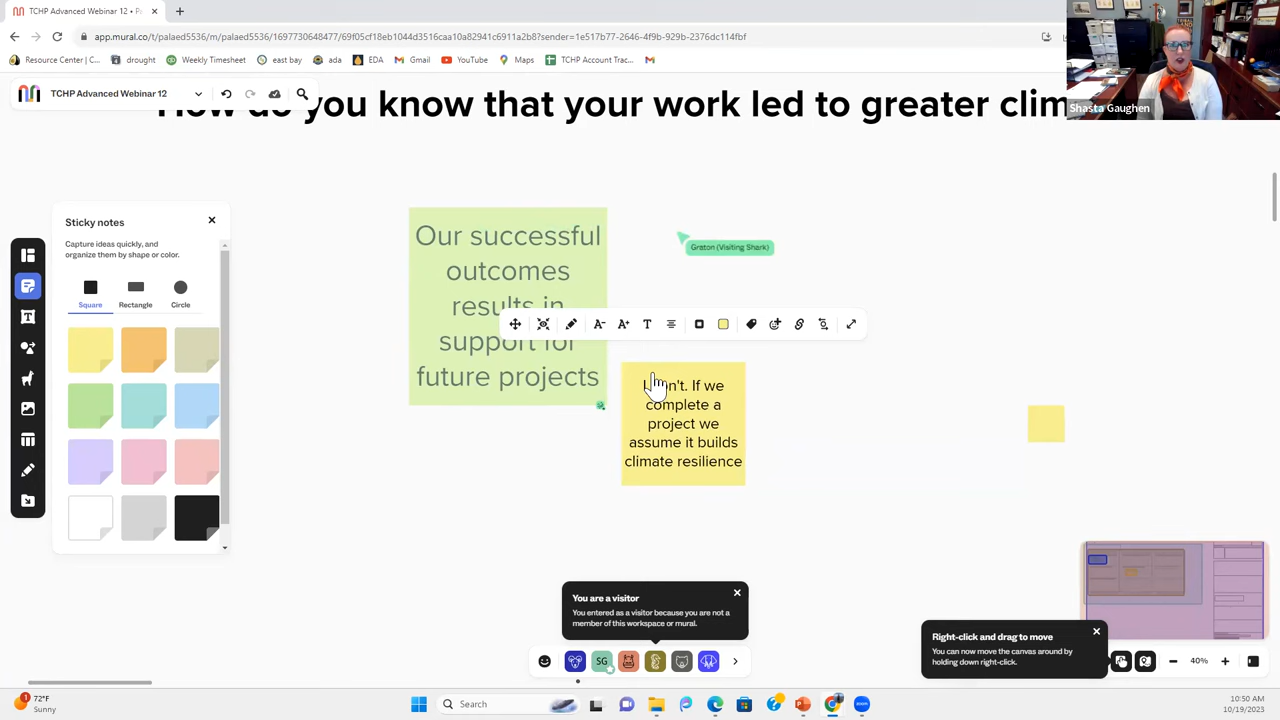 TCHP Advanced Webinar 12 • P
app.mural.co/t/palaed5536/m/palaed5536/1697730648477/69f05cf18eb1044d3516caa10a829d1c6911a2b8?sender=1e517b77-2646-4f9b-929b-2376dc114fbf
Resource Center | C...
drought
Weekly Timesheet
east bay
ada
EDA
Gmail
YouTube
Maps
TCHP Account Trac...
Shasta Gaughen
TCHP Advanced Webinar 12
How do you know that your work led to greater clim
Sticky notes
Capture ideas quickly, and
organize them by shape or color.
Square
Rectangle
Circle
Our successful
outcomes
results in
support for
future projects
Graton (Visiting Shark)
I don't. If we
complete a
project we
assume it builds
climate resilience
You are a visitor
You entered as a visitor because you are not a
member of this workspace or mural.
SG
Right-click and drag to move
You can now move the canvas around by
holding down right-click.
40%
72°F
Sunny
Search
zoom
10:50 AM
10/19/2023